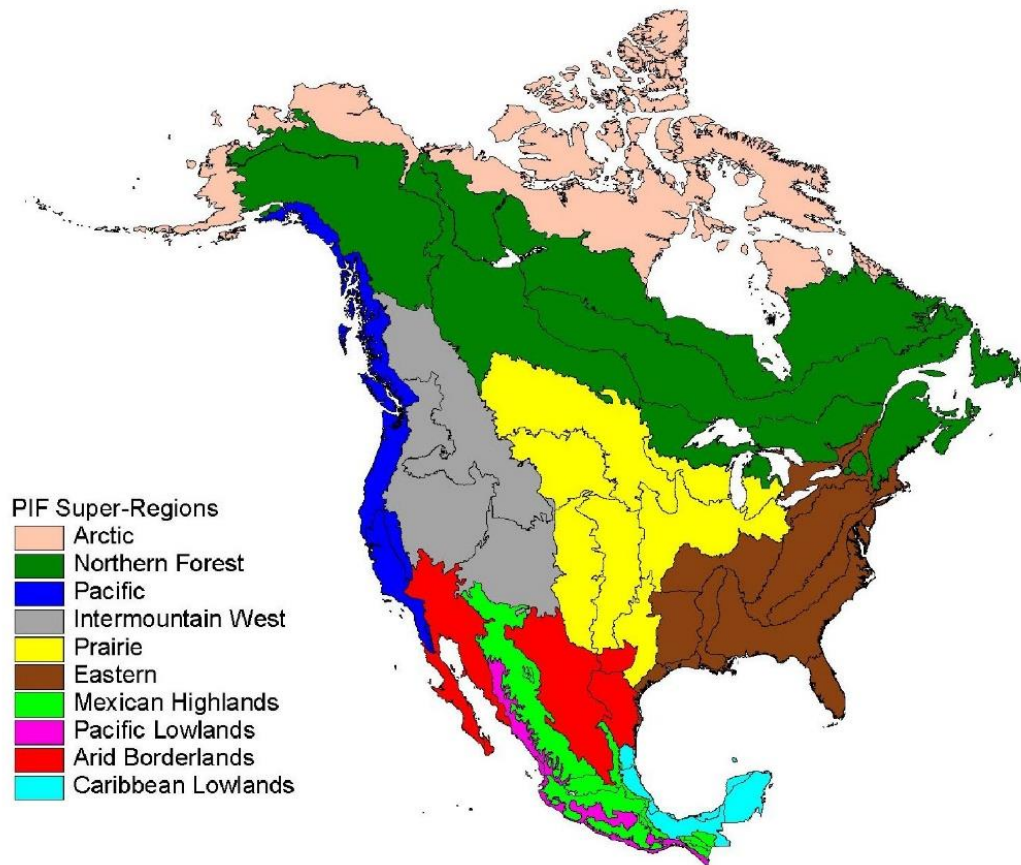 PIF Super-Regions
Arctic
Northern Forest
Pacific
Intermountain West
Prairie
Eastern
Mexican Highlands
Pacific Lowlands
Arid Borderlands
Caribbean Lowlands